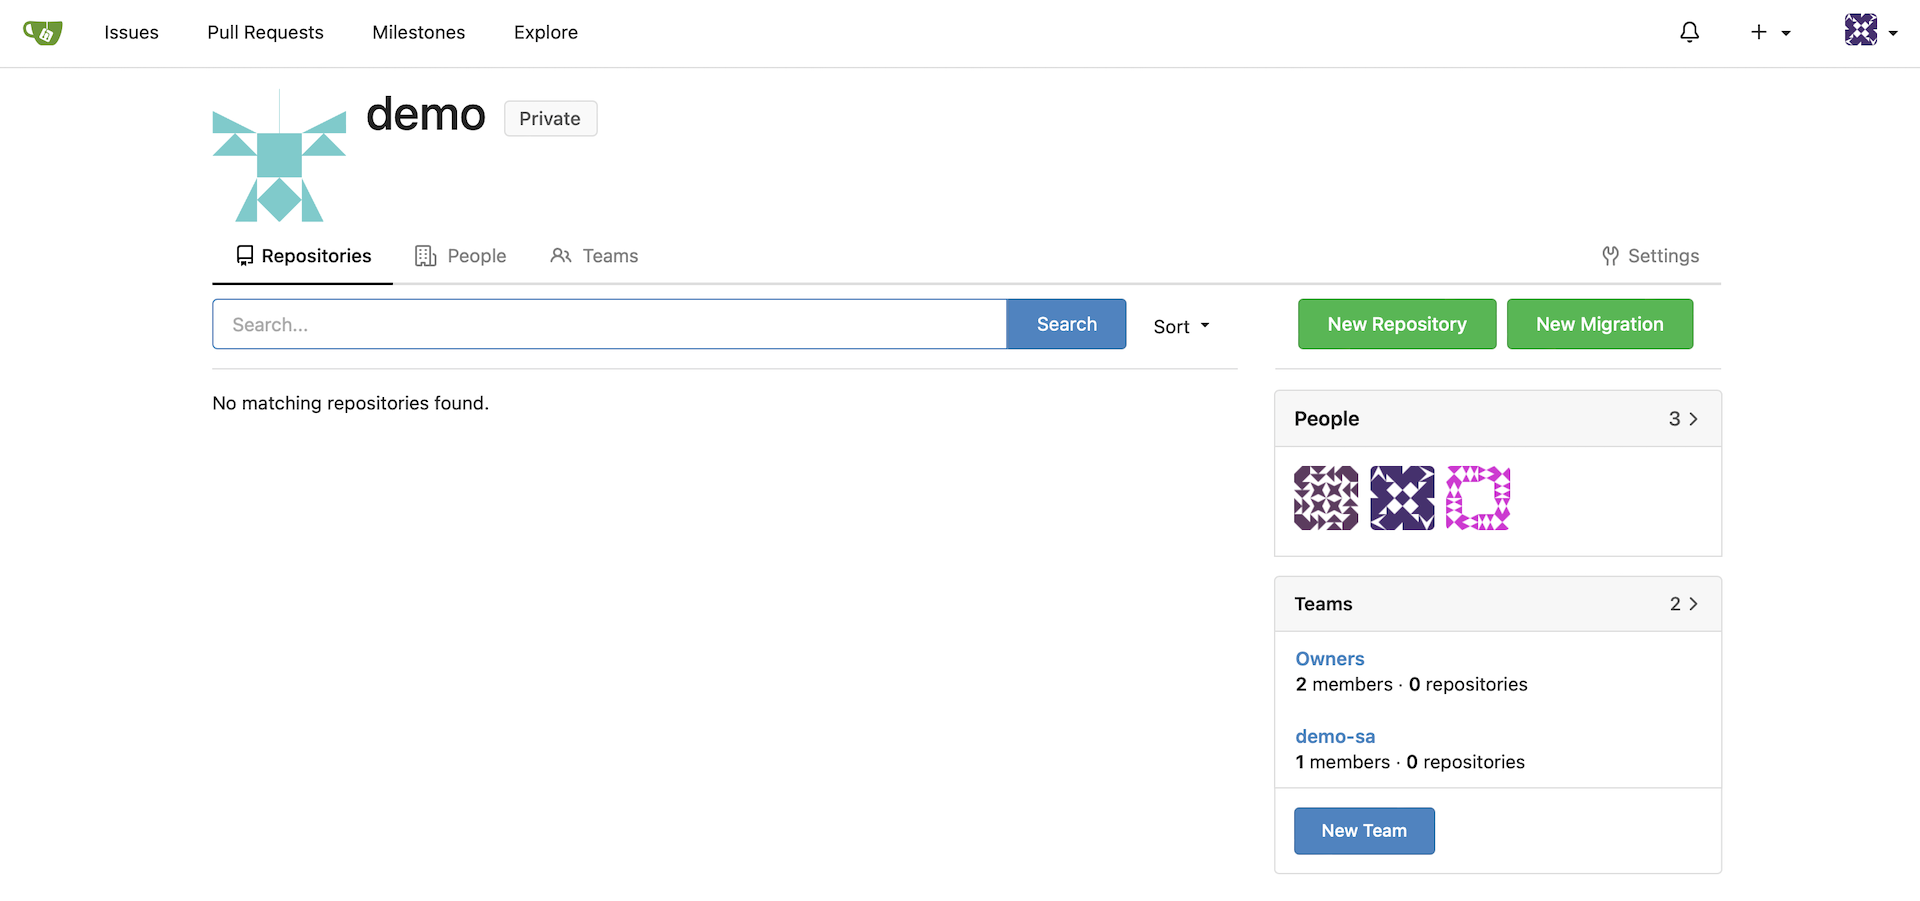 Issues Pull Requests Milestones Explore
demo Private
Repositories People Teams Settings
Search... Search Sort New Repository New Migration
No matching repositories found.
People 3
Teams 2
Owners
2 members · 0 repositories
demo-sa
1 members · 0 repositories
New Team